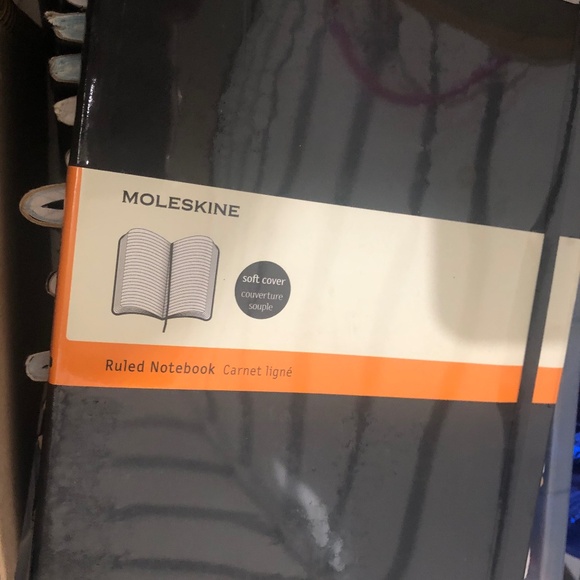 MOLESKINE
soft cover
couverture
souple
Ruled Notebook Carnet ligné